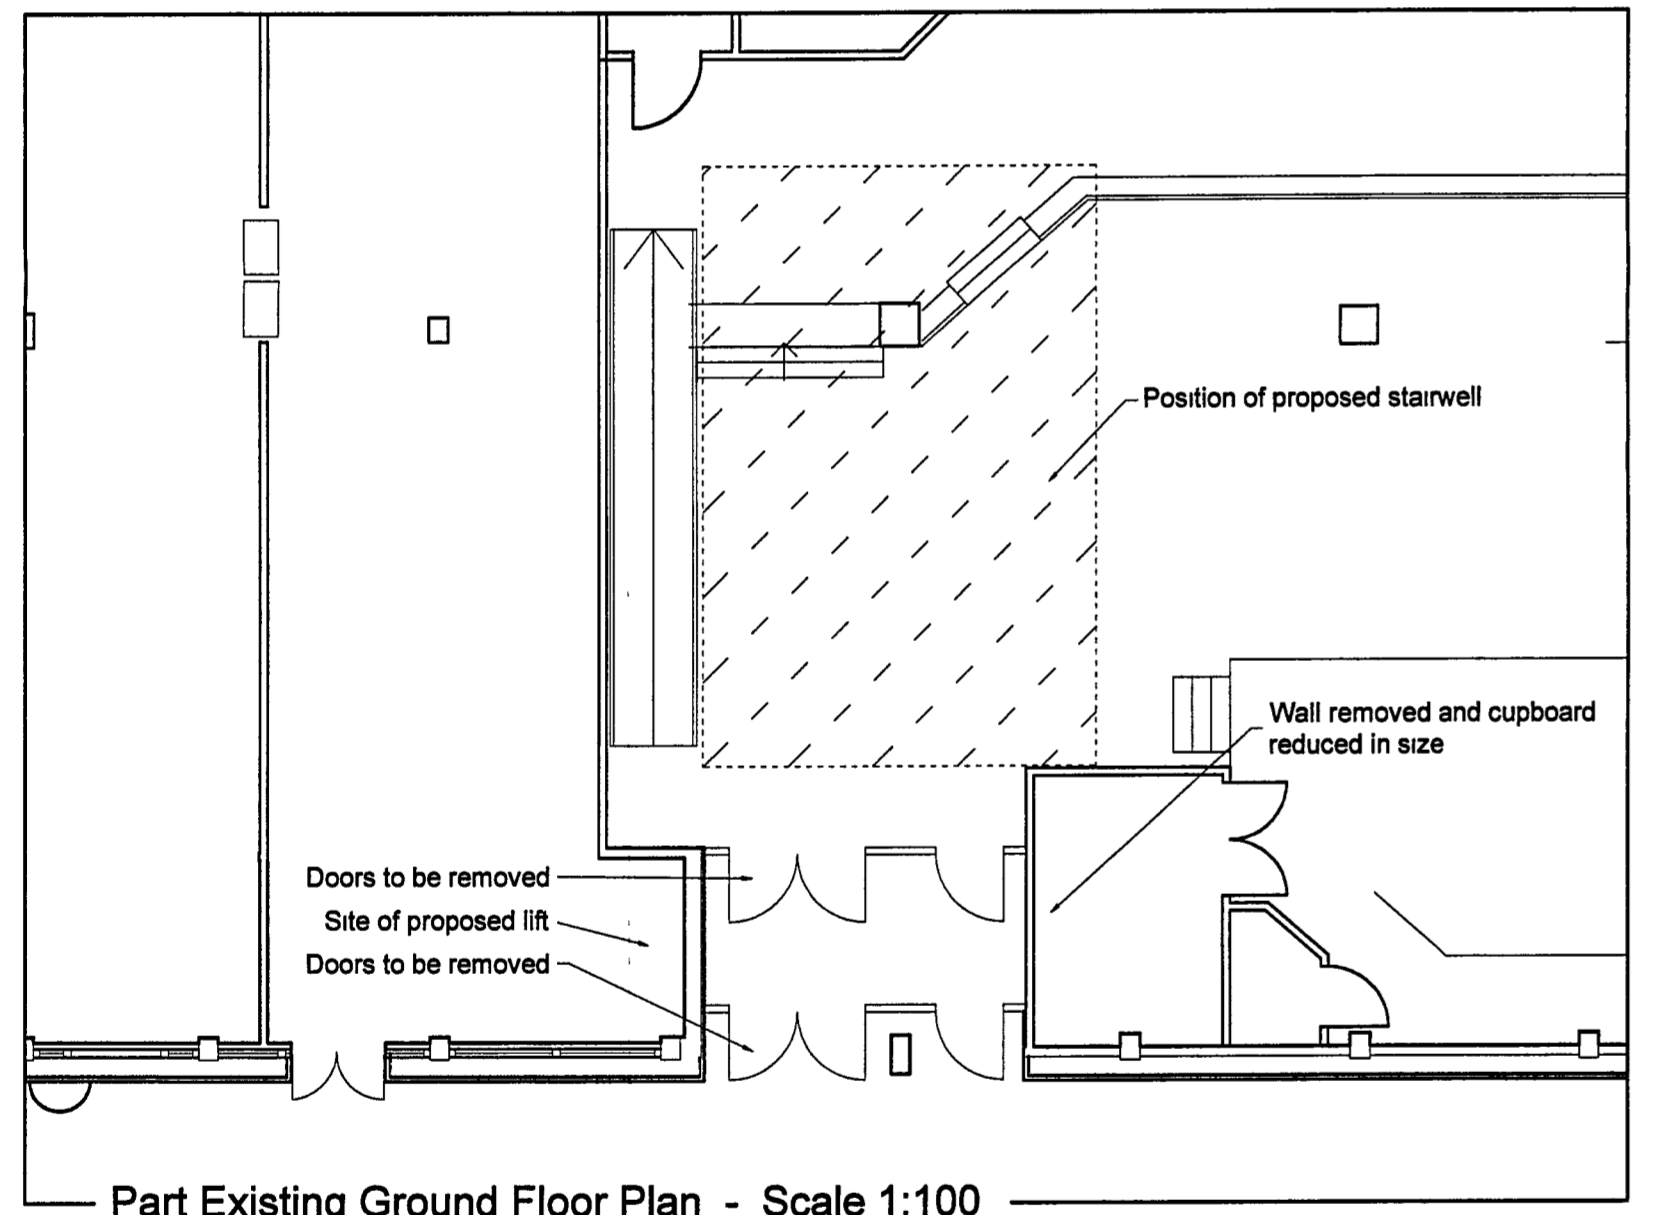 Position of proposed stairwell
Wall removed and cupboard
reduced in size
Doors to be removed
Site of proposed lift
Doors to be removed
Part Existing Ground Floor Plan - Scale 1:100